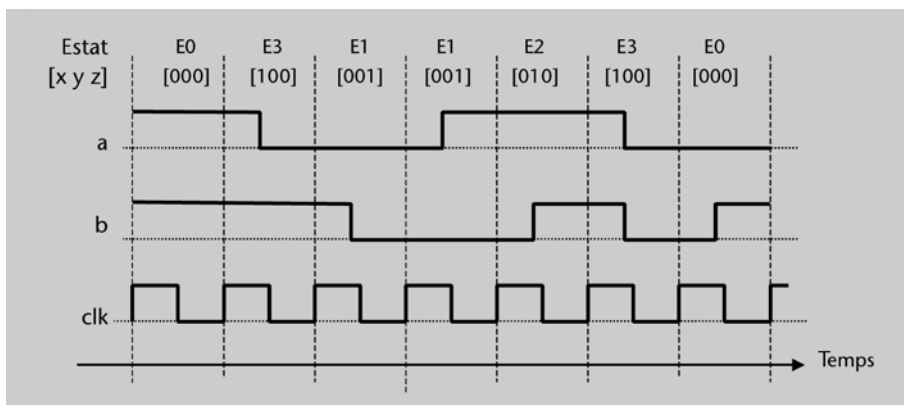 Estat E0 E3 E1 E1 E2 E3 E0
[x y z] [000] [100] [001] [001] [010] [100] [000]
a
b
clk
Temps